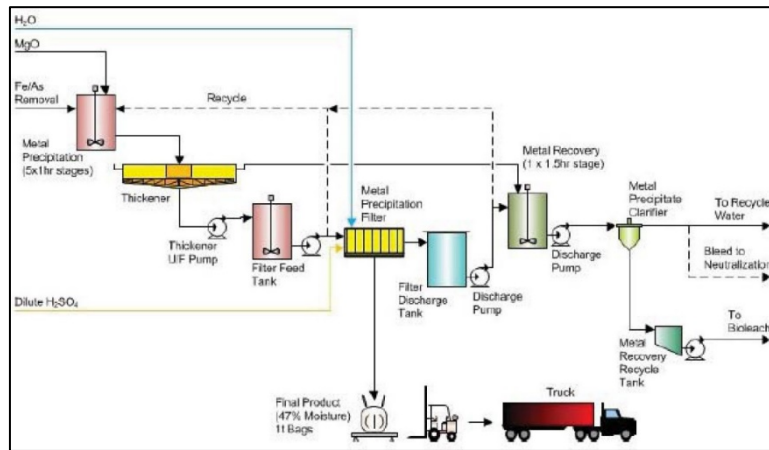 H₂O
MgO
Fe/As
Removal
Recycle
Metal
Precipitation
(5x1hr stages)
Thickener
Thickener
U/F Pump
Filter Feed
Tank
Metal
Precipitation
Filter
Filter
Discharge
Tank
Discharge
Pump
Metal Recovery
(1 x 1.5hr stage)
Discharge
Pump
Metal
Precipitate
Clarifier
To Recycle
Water
Bleed to
Neutralization
To
Bioleach
Metal
Recovery
Recycle
Tank
Dilute H₂SO₄
Final Product
(47% Moisture)
1t Bags
Truck